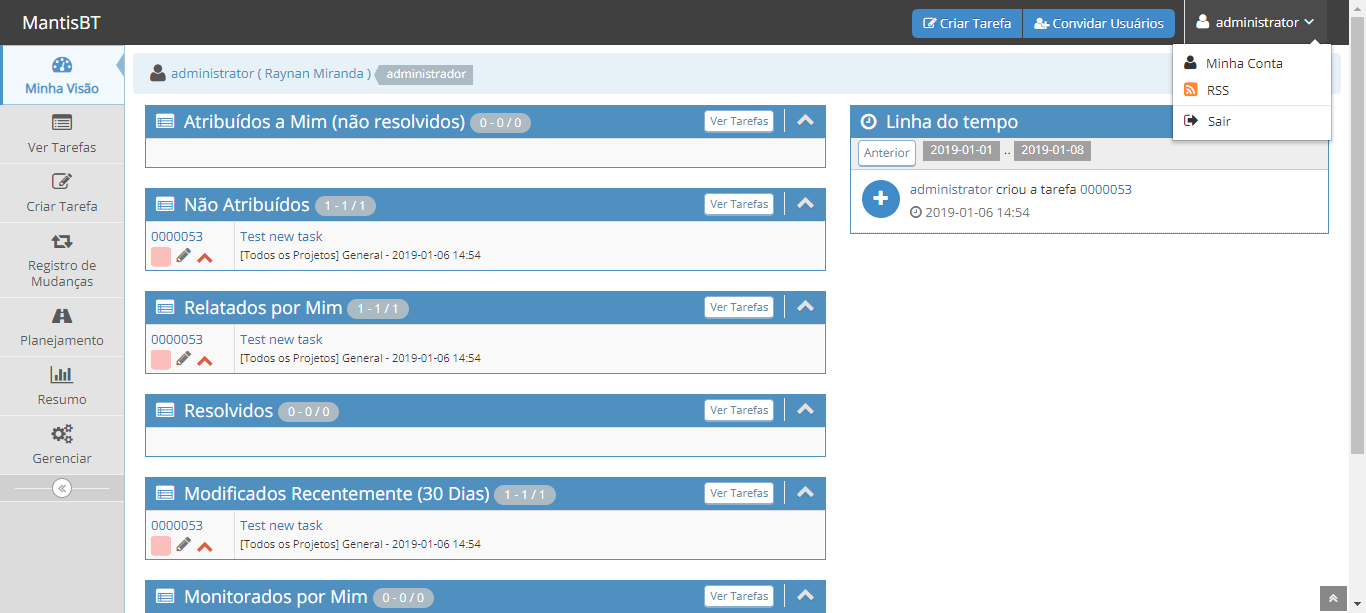 MantisBT
Criar Tarefa
Convidar Usuários
administrator
Minha Conta
RSS
Sair
Minha Visão
Ver Tarefas
Criar Tarefa
Registro de
Mudanças
Planejamento
Resumo
Gerenciar
administrator ( Raynan Miranda ) administrador
Atribuídos a Mim (não resolvidos) 0 - 0 / 0 Ver Tarefas
Não Atribuídos 1 - 1 / 1 Ver Tarefas
0000053 Test new task
[Todos os Projetos] General - 2019-01-06 14:54
Relatados por Mim 1 - 1 / 1 Ver Tarefas
0000053 Test new task
[Todos os Projetos] General - 2019-01-06 14:54
Resolvidos 0 - 0 / 0 Ver Tarefas
Modificados Recentemente (30 Dias) 1 - 1 / 1 Ver Tarefas
0000053 Test new task
[Todos os Projetos] General - 2019-01-06 14:54
Monitorados por Mim 0 - 0 / 0 Ver Tarefas
Linha do tempo
Anterior 2019-01-01 .. 2019-01-08
administrator criou a tarefa 0000053
2019-01-06 14:54